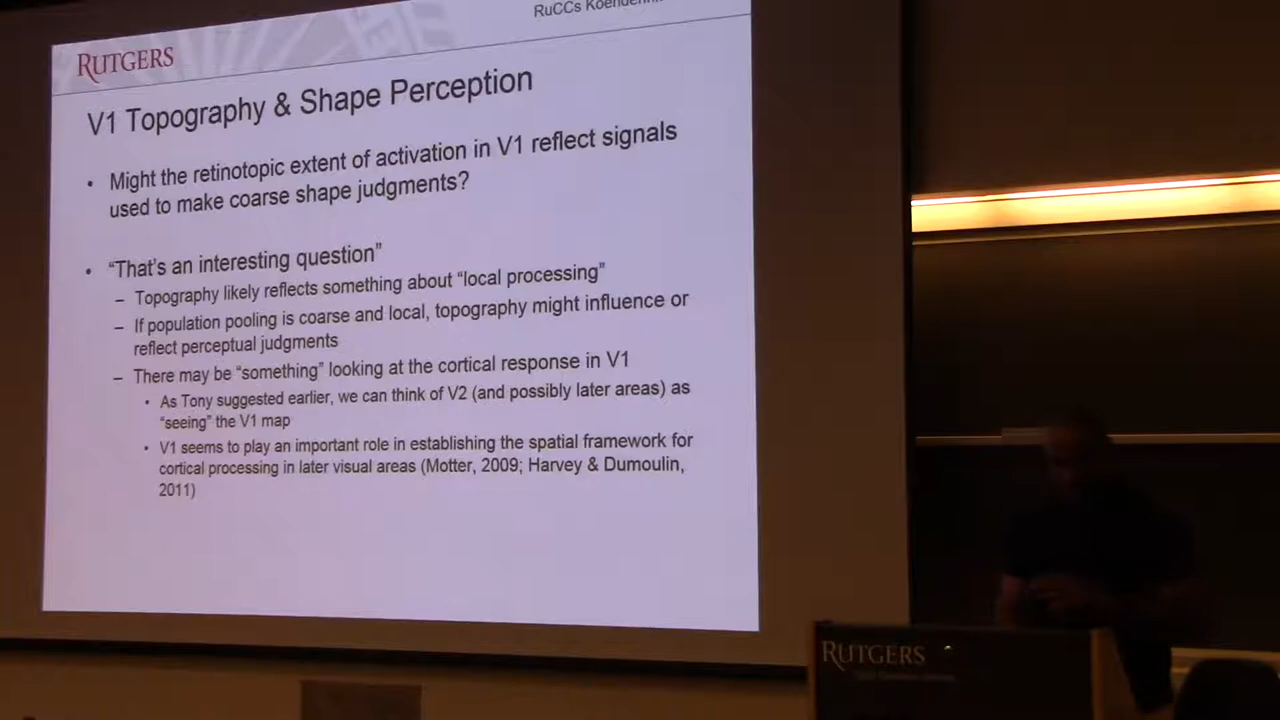 RuCCs
RUTGERS
V1 Topography & Shape Perception
• Might the retinotopic extent of activation in V1 reflect signals
used to make coarse shape judgments?
• “That’s an interesting question”
– Topography likely reflects something about “local processing”
– If population pooling is coarse and local, topography might influence or
reflect perceptual judgments
– There may be “something” looking at the cortical response in V1
• As Tony suggested earlier, we can think of V2 (and possibly later areas) as
“seeing” the V1 map
• V1 seems to play an important role in establishing the spatial framework for
cortical processing in later visual areas (Motter, 2009; Harvey & Dumoulin,
2011)
RUTGERS